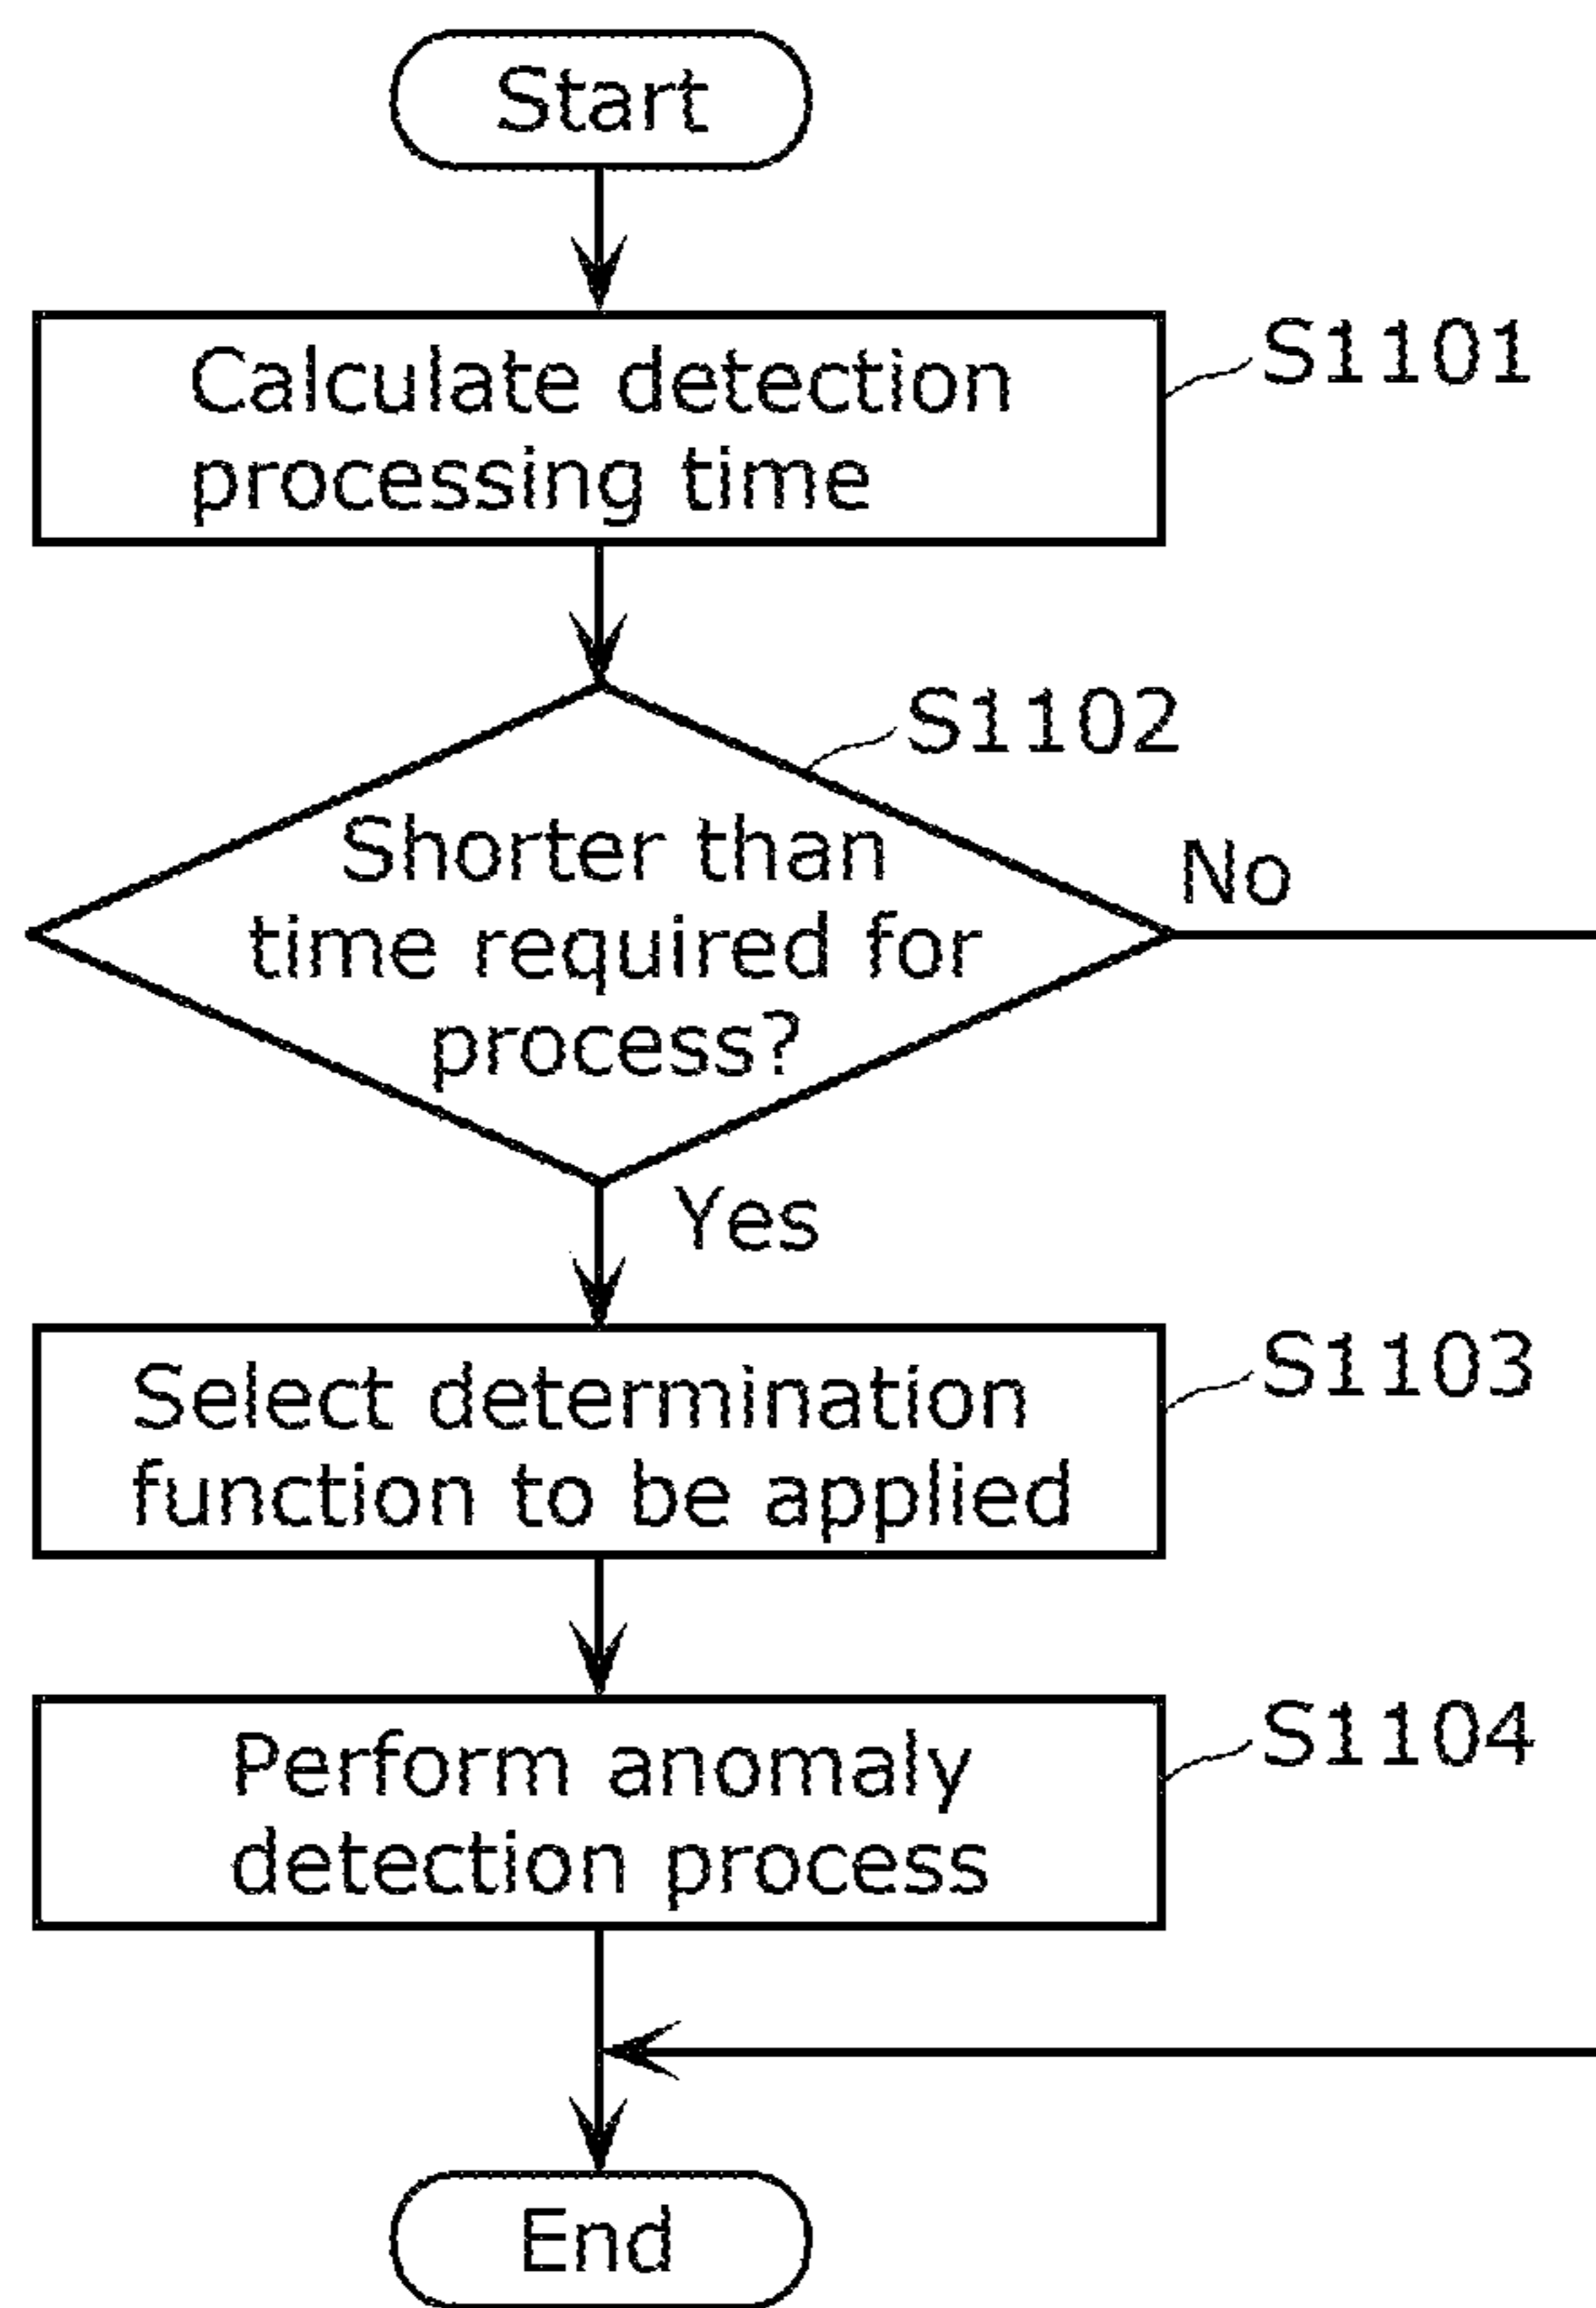 Start
Calculate detection
processing time
S1101
S1102
Shorter than
time required for
process?
No
Yes
Select determination
function to be applied
S1103
Perform anomaly
detection process
S1104
End